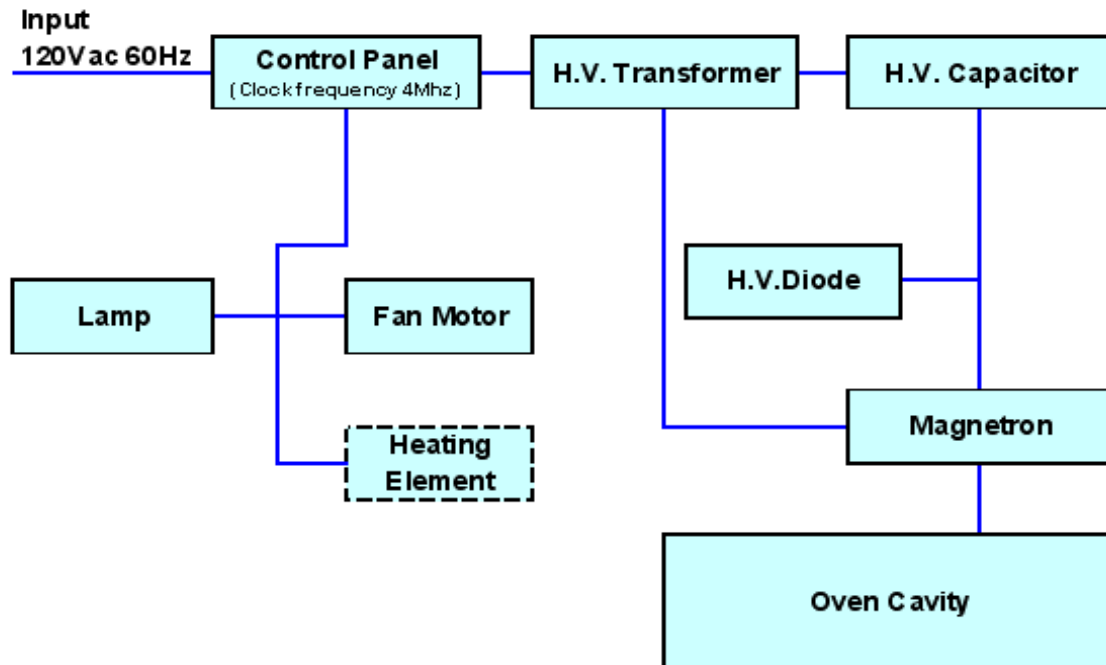 Input
120Vac 60Hz
Control Panel
(Clock frequency 4Mhz)
H.V. Transformer
H.V. Capacitor
H.V.Diode
Lamp
Fan Motor
Magnetron
Heating
Element
Oven Cavity